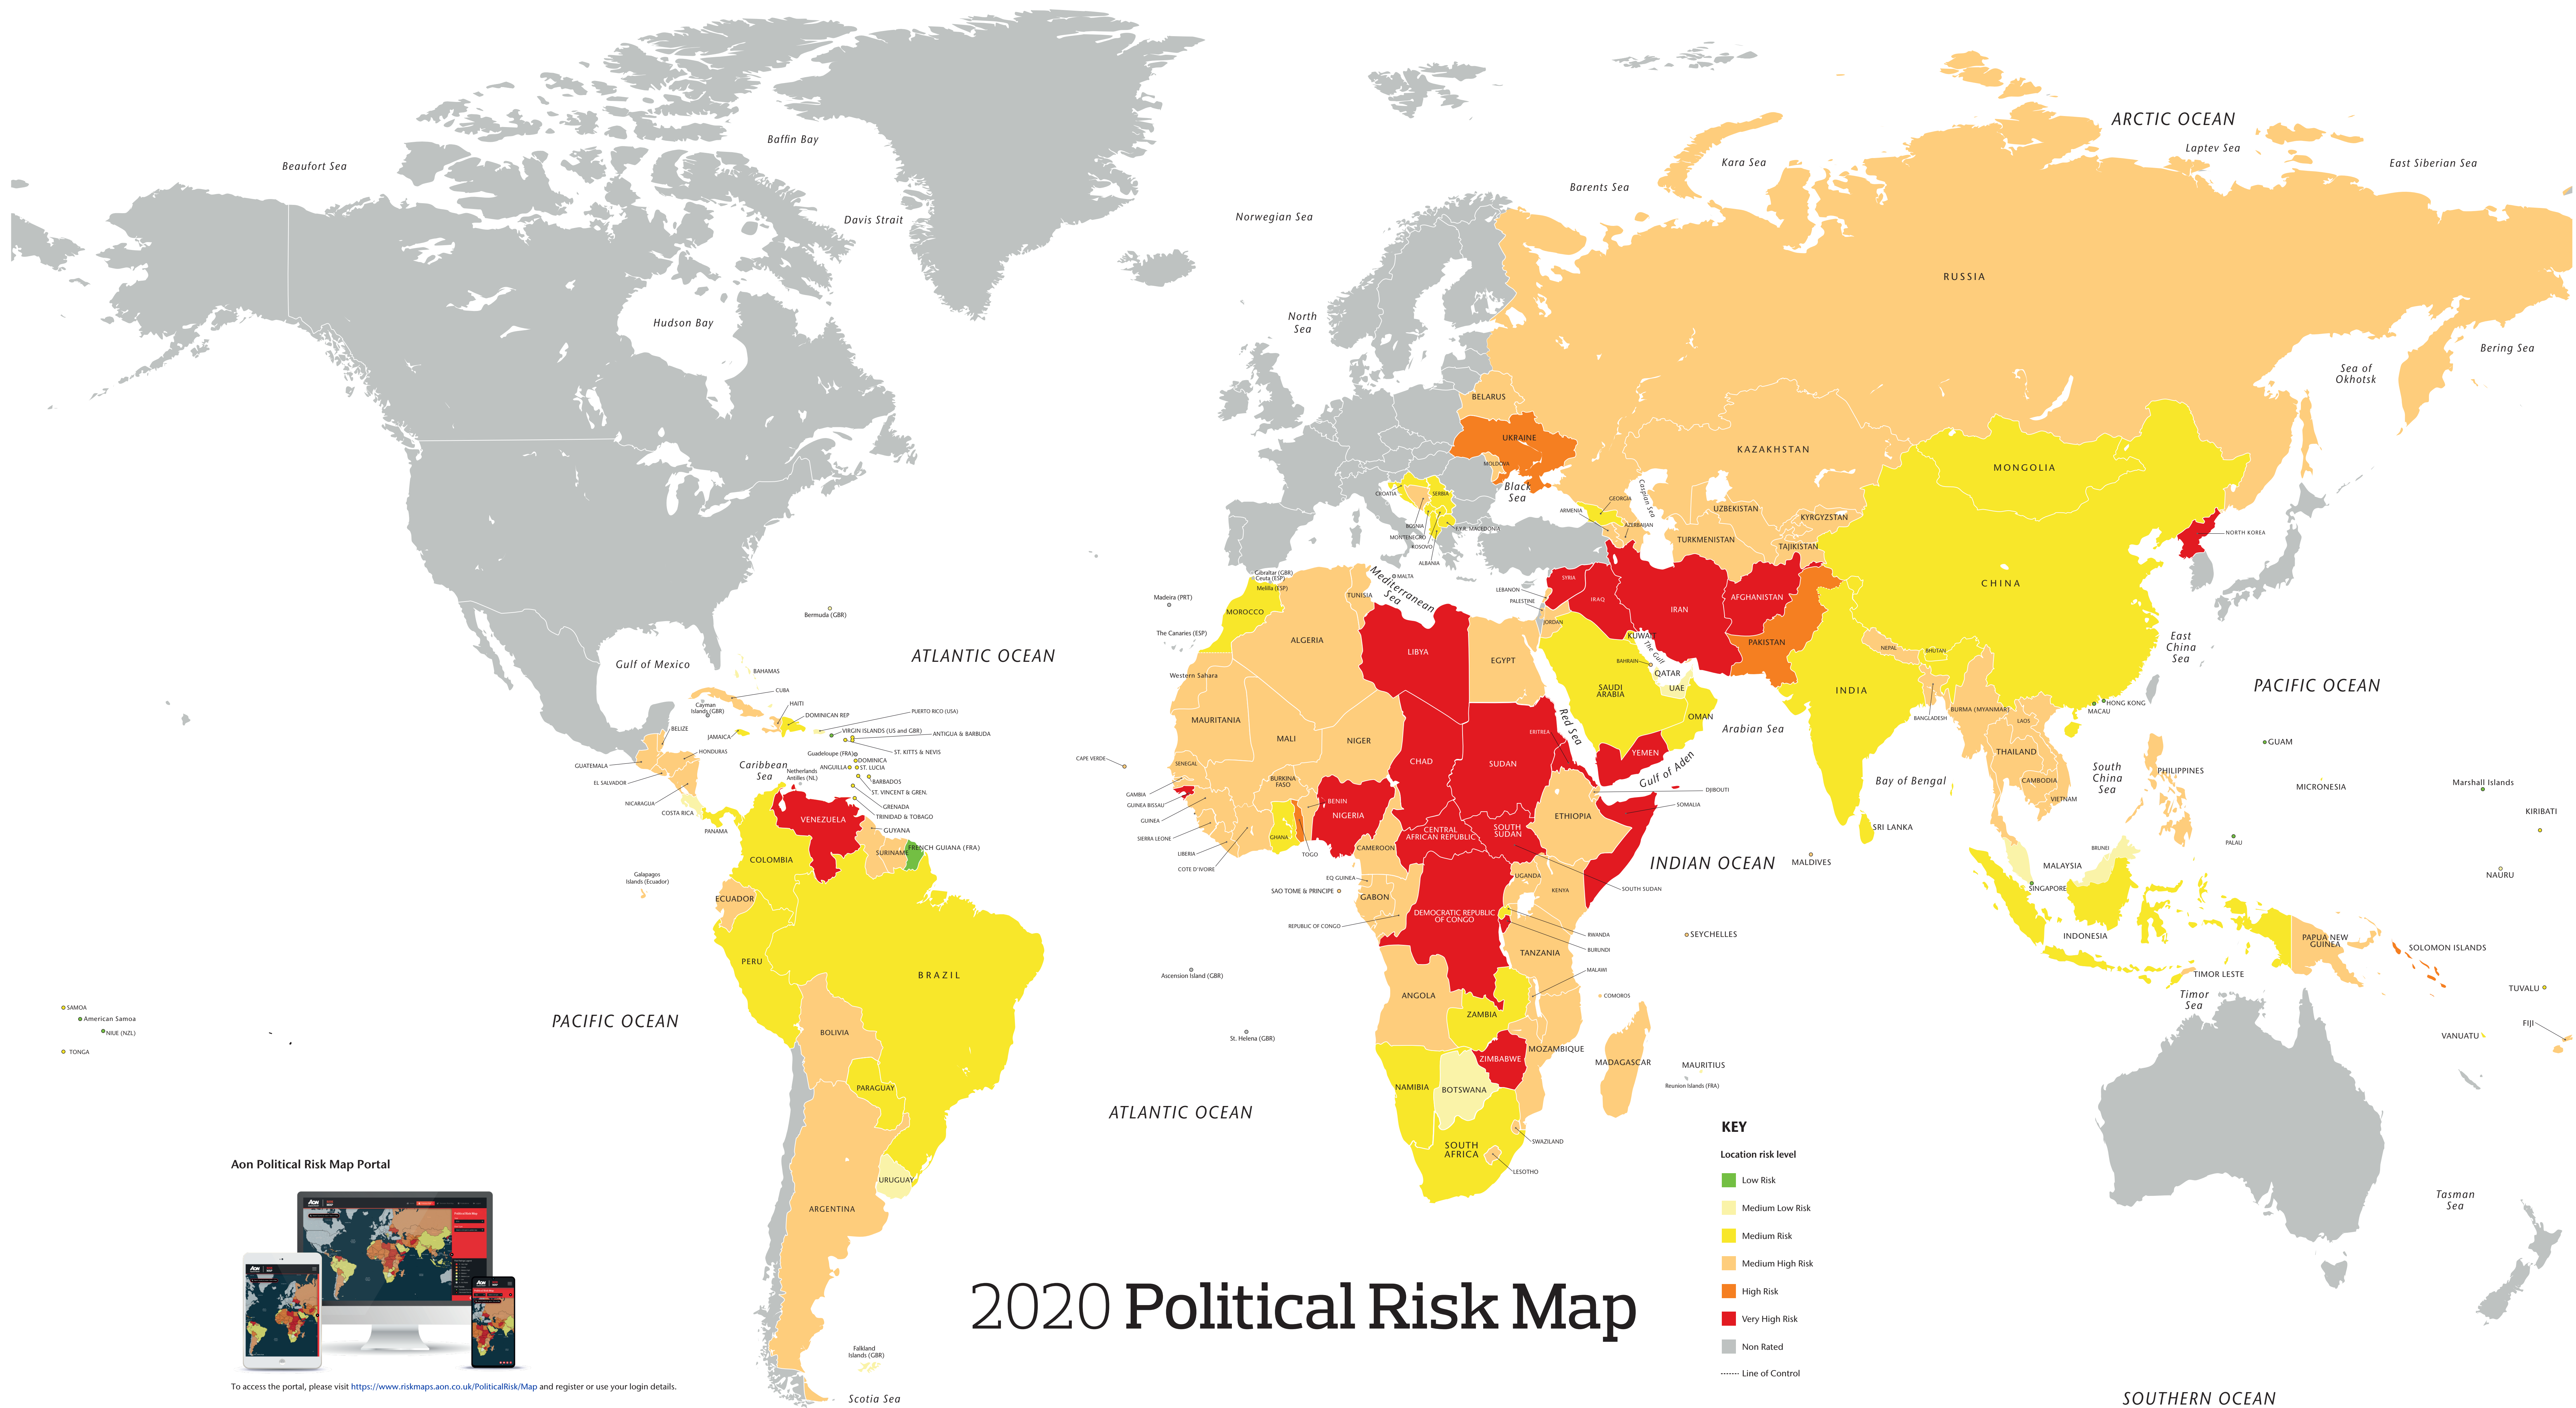 ARCTIC OCEAN
Baffin Bay
Laptev Sea
Beaufort Sea
Kara Sea
East Siberian Sea
Barents Sea
Davis Strait
Norwegian Sea
RUSSIA
Hudson Bay
North
Sea
Bering Sea
Sea of
Okhotsk
BELARUS
UKRAINE
KAZAKHSTAN
MOLDOVA
MONGOLIA
Black
Sea
Caspian Sea
CROATIA
SERBIA
GEORGIA
ARMENIA
UZBEKISTAN
KYRGYZSTAN
BOSNIA
F.Y.R. MACEDONIA
AZERBAIJAN
MONTENEGRO
TURKMENISTAN
NORTH KOREA
KOSOVO
TAJIKISTAN
ALBANIA
Gibraltar (GBR)
Ceuta (ESP)
Melilla (ESP)
MALTA
SYRIA
CHINA
Mediterranean
Sea
LEBANON
Madeira (PRT)
TUNISIA
PALESTINE
IRAQ
AFGHANISTAN
IRAN
Bermuda (GBR)
MOROCCO
JORDAN
The Canaries (ESP)
ALGERIA
KUWAIT
PAKISTAN
East
China
Sea
LIBYA
NEPAL
BHUTAN
Gulf of Mexico
ATLANTIC OCEAN
EGYPT
BAHRAIN
The Gulf
BAHAMAS
Western Sahara
QATAR
UAE
PACIFIC OCEAN
CUBA
SAUDI
ARABIA
INDIA
Cayman
Islands (GBR)
HAITI
HONG KONG
MACAU
DOMINICAN REP
PUERTO RICO (USA)
MAURITANIA
OMAN
BURMA (MYANMAR)
BANGLADESH
LAOS
BELIZE
JAMAICA
VIRGIN ISLANDS (US and GBR)
ANTIGUA & BARBUDA
MALI
NIGER
Red Sea
ERITREA
Arabian Sea
GUAM
HONDURAS
ST. KITTS & NEVIS
Guadeloupe (FRA)
DOMINICA
CAPE VERDE
CHAD
SUDAN
YEMEN
THAILAND
GUATEMALA
Caribbean
Sea
ANGUILLA
ST. LUCIA
SENEGAL
Gulf of Aden
South
China
Sea
PHILIPPINES
EL SALVADOR
Netherlands
Antilles (NL)
BARBADOS
BURKINA
FASO
Bay of Bengal
CAMBODIA
MICRONESIA
Marshall Islands
ST. VINCENT & GREN.
GAMBIA
DJIBOUTI
NICARAGUA
GRENADA
GUINEA BISSAU
BENIN
SOMALIA
VIETNAM
COSTA RICA
TRINIDAD & TOBAGO
GUINEA
NIGERIA
ETHIOPIA
KIRIBATI
PANAMA
VENEZUELA
GUYANA
SIERRA LEONE
GHANA
CENTRAL
AFRICAN REPUBLIC
SOUTH
SUDAN
SRI LANKA
COLOMBIA
SURINAME
FRENCH GUIANA (FRA)
LIBERIA
TOGO
CAMEROON
PALAU
COTE D'IVOIRE
INDIAN OCEAN
MALDIVES
BRUNEI
Galapagos
Islands (Ecuador)
EQ GUINEA
UGANDA
MALAYSIA
NAURU
SAO TOME & PRINCIPE
GABON
KENYA
SOUTH SUDAN
SINGAPORE
ECUADOR
REPUBLIC OF CONGO
DEMOCRATIC REPUBLIC
OF CONGO
RWANDA
SEYCHELLES
INDONESIA
PAPUA NEW
GUINEA
BURUNDI
SOLOMON ISLANDS
PERU
TANZANIA
BRAZIL
Ascension Island (GBR)
MALAWI
TIMOR LESTE
ANGOLA
COMOROS
Timor
Sea
TUVALU
SAMOA
American Samoa
PACIFIC OCEAN
ZAMBIA
NIUE (NZL)
BOLIVIA
St. Helena (GBR)
FIJI
VANUATU
TONGA
ZIMBABWE
MOZAMBIQUE
MADAGASCAR
MAURITIUS
PARAGUAY
NAMIBIA
BOTSWANA
Reunion Islands (FRA)
ATLANTIC OCEAN
SOUTH
AFRICA
SWAZILAND
LESOTHO
URUGUAY
ARGENTINA
Tasman
Sea
Falkland
Islands (GBR)
Scotia Sea
SOUTHERN OCEAN
KEY
Location risk level
Low Risk
Medium Low Risk
Medium Risk
Medium High Risk
High Risk
Very High Risk
Non Rated
Line of Control
2020 Political Risk Map
Aon Political Risk Map Portal
AON
AON
AON
To access the portal, please visit https://www.riskmaps.aon.co.uk/PoliticalRisk/Map and register or use your login details.